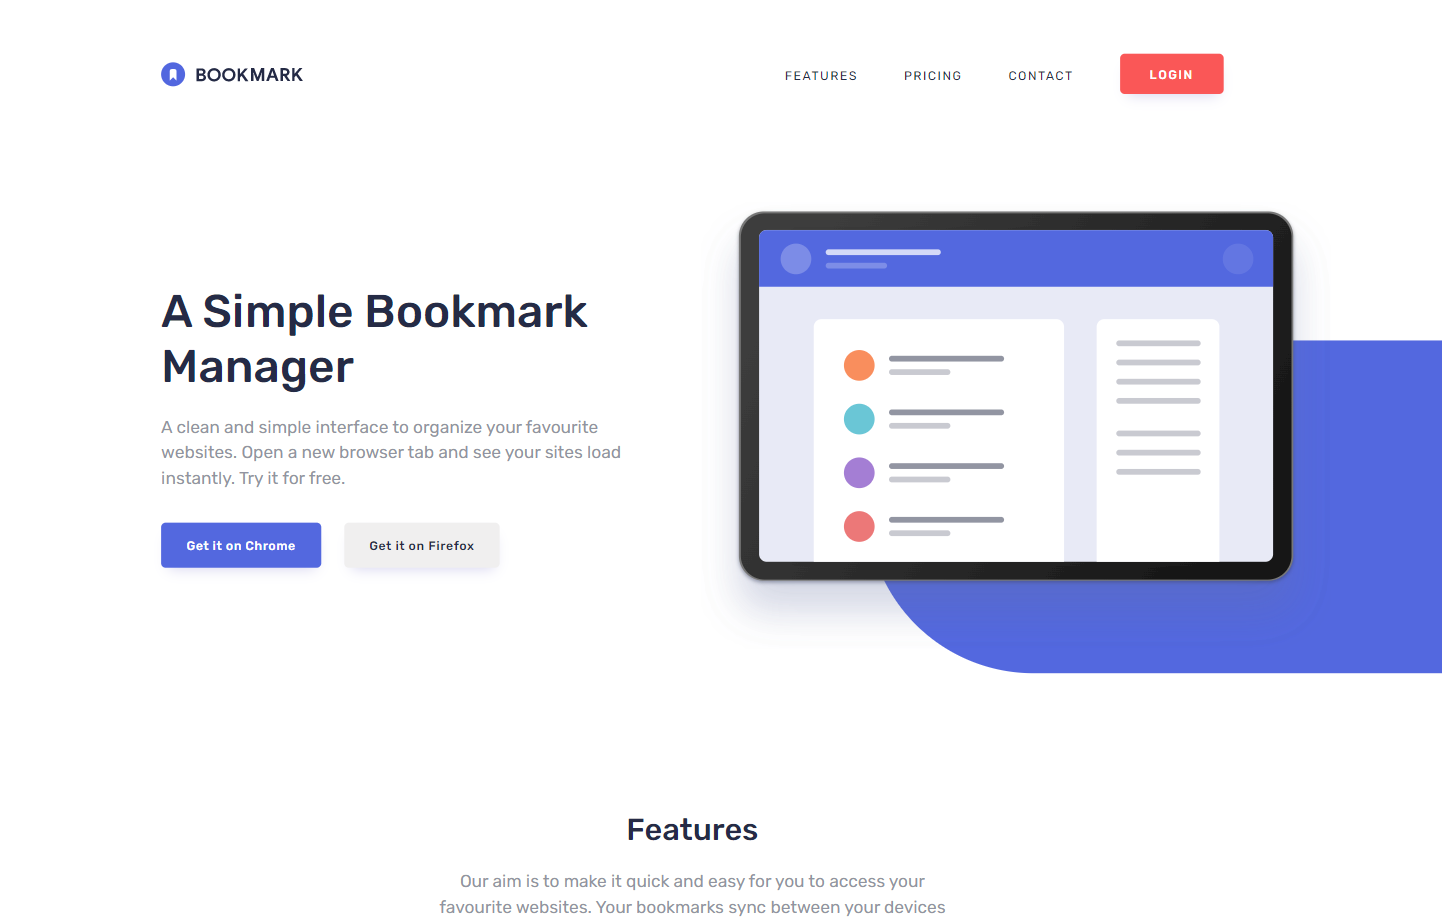 BOOKMARK
FEATURES
PRICING
CONTACT
LOGIN
A Simple Bookmark
Manager
A clean and simple interface to organize your favourite
websites. Open a new browser tab and see your sites load
instantly. Try it for free.
Get it on Chrome
Get it on Firefox
Features
Our aim is to make it quick and easy for you to access your
favourite websites. Your bookmarks sync between your devices